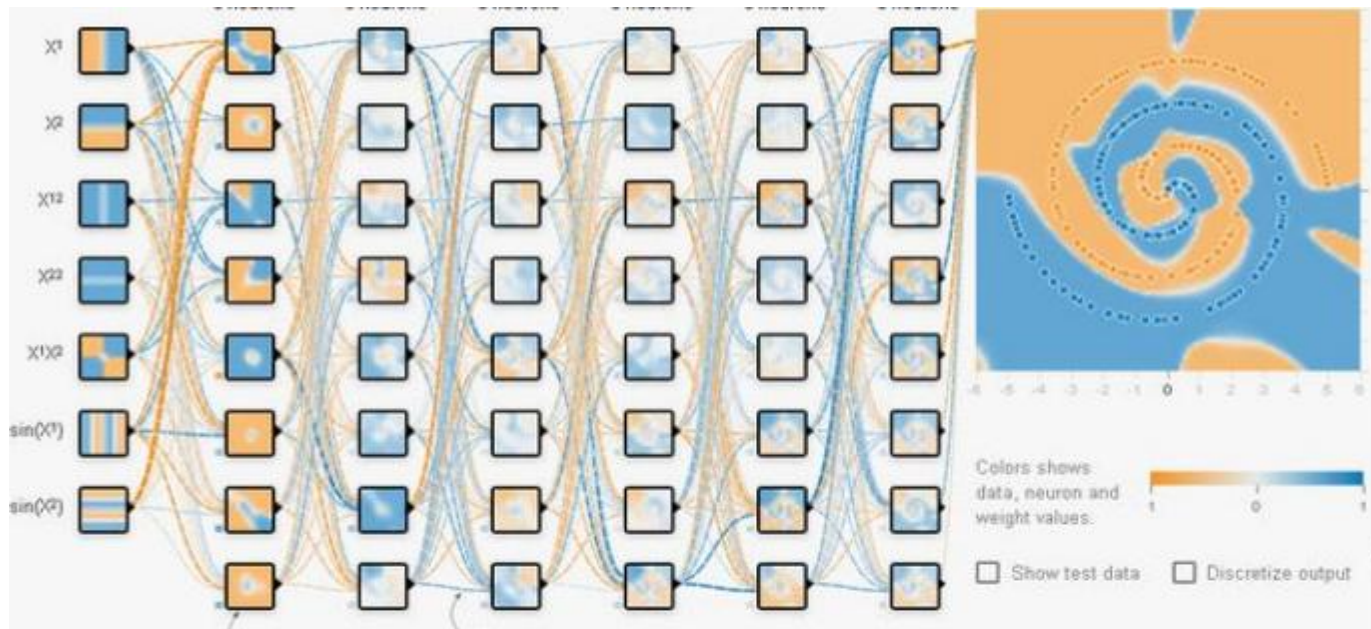 X1
X2
X12
X22
X1X2
sin(X1)
sin(X2)
-6 -5 -4 -3 -2 -1 0 1 2 3 4 5 6
Colors shows
data, neuron and
weight values.
1 0 1
Show test data
Discretize output